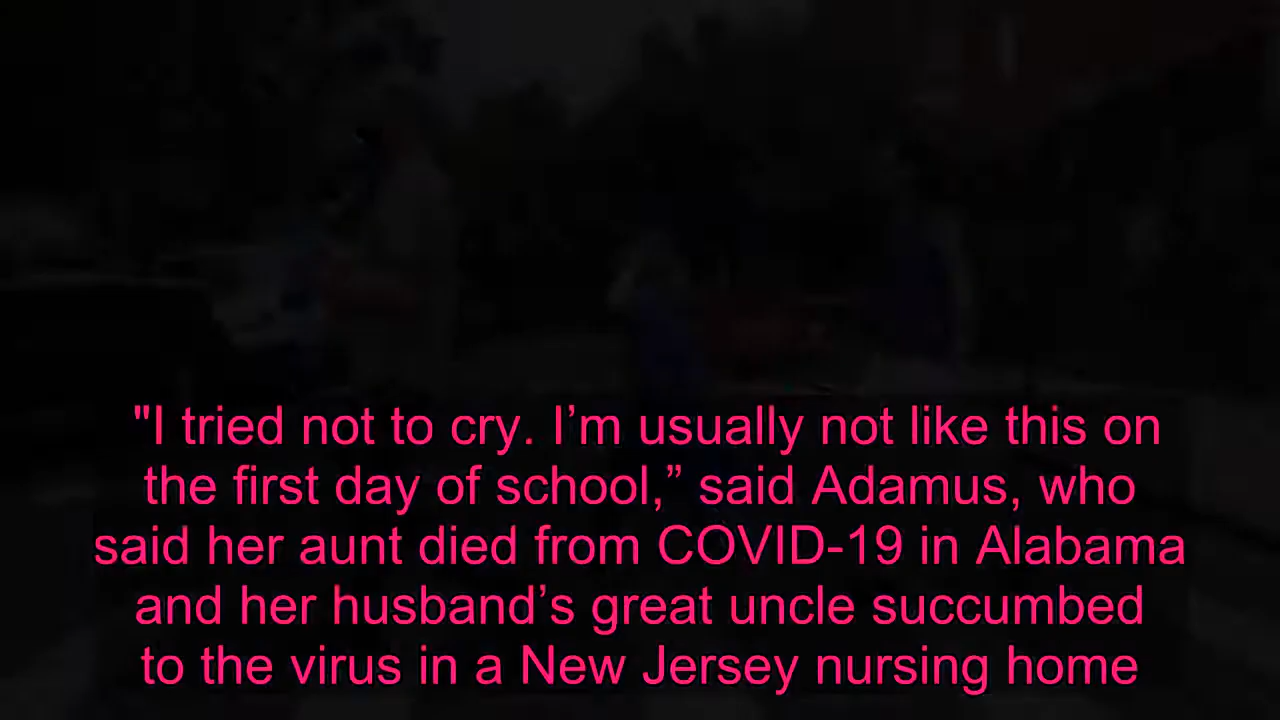 "I tried not to cry. I’m usually not like this on
the first day of school,” said Adamus, who
said her aunt died from COVID-19 in Alabama
and her husband’s great uncle succumbed
to the virus in a New Jersey nursing home